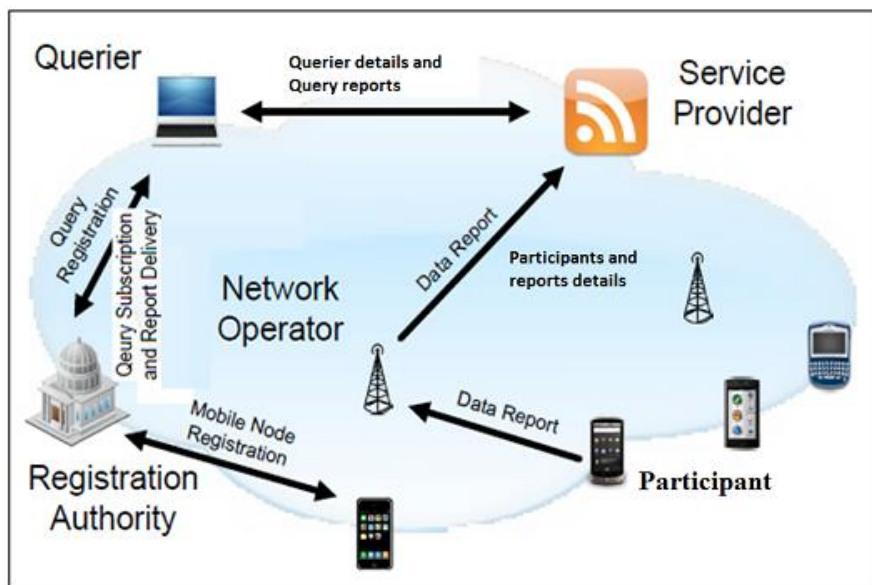 Querier
Querier details and
Query reports
Service
Provider
Query
Registration
Qeury Subscription
and Report Delivery
Data Report
Participants and
reports details
Network
Operator
Mobile Node
Registration
Data Report
Registration
Authority
Participant